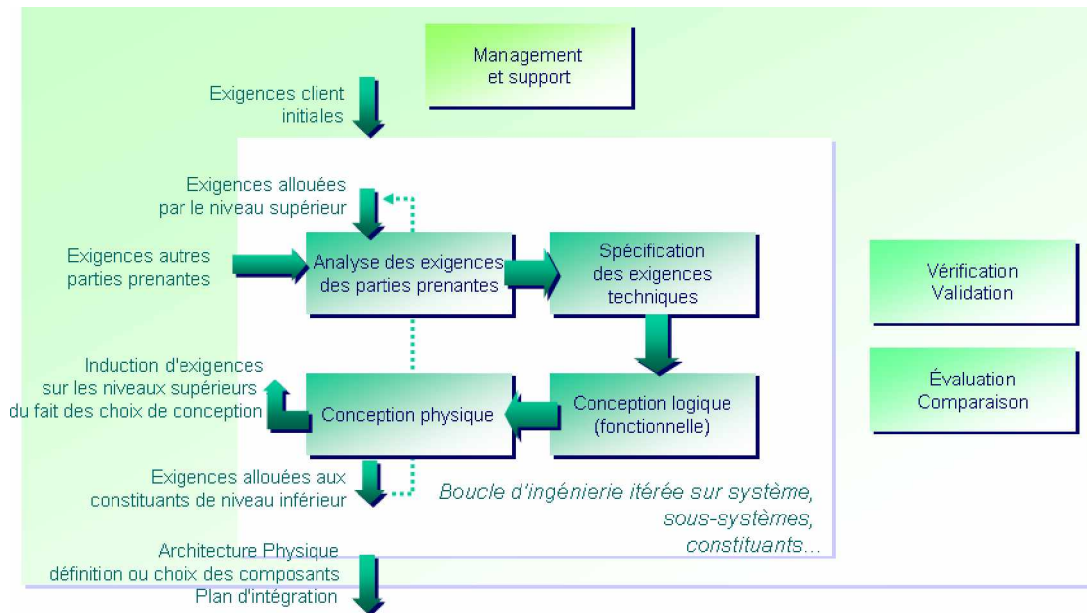 Management
et support
Exigences client
initiales
Exigences allouées
par le niveau supérieur
Exigences autres
parties prenantes
Analyse des exigences
des parties prenantes
Spécification
des exigences
techniques
Vérification
Validation
Induction d'exigences
sur les niveaux supérieurs
du fait des choix de conception
Conception physique
Conception logique
(fonctionnelle)
Évaluation
Comparaison
Exigences allouées aux
constituants de niveau inférieur
Boucle d'ingénierie itérée sur système,
sous-systèmes,
constituants...
Architecture Physique
définition ou choix des composants
Plan d'intégration